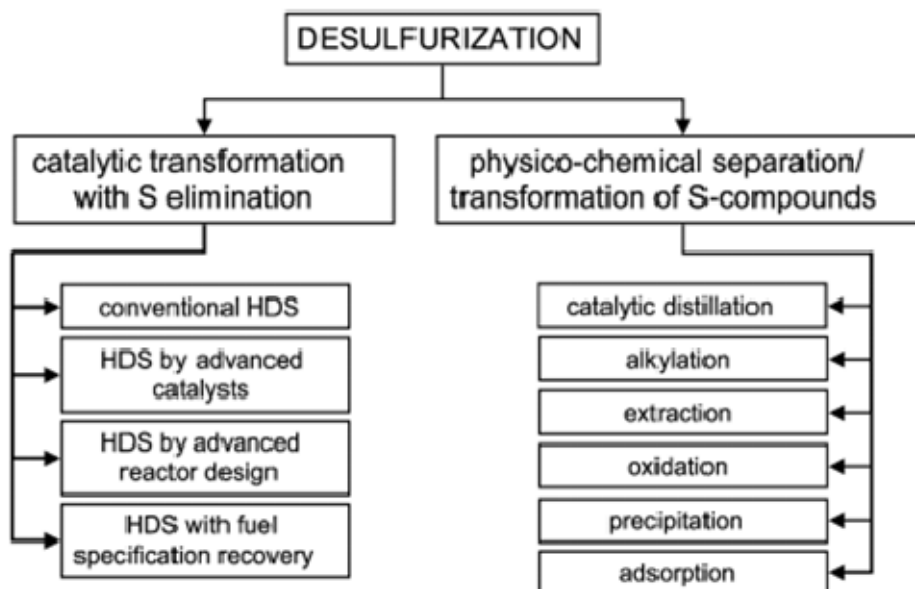 DESULFURIZATION
catalytic transformation
with S elimination
physico-chemical separation/
transformation of S-compounds
conventional HDS
HDS by advanced
catalysts
HDS by advanced
reactor design
HDS with fuel
specification recovery
catalytic distillation
alkylation
extraction
oxidation
precipitation
adsorption